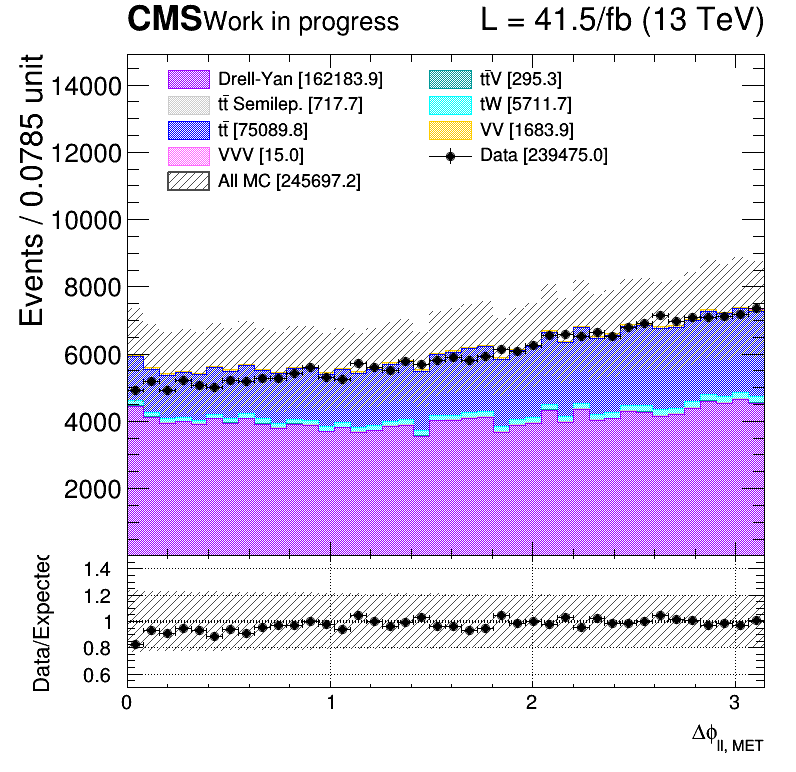 CMS Work in progress L = 41.5/fb (13 TeV)
Events / 0.0785 unit
14000
12000
10000
8000
6000
4000
2000
Drell-Yan [162183.9]
tt̄ Semilep. [717.7]
tt̄ [75089.8]
VVV [15.0]
All MC [245697.2]
tt̄V [295.3]
tW [5711.7]
VV [1683.9]
Data [239475.0]
Data/Expected
1.4
1.2
1
0.8
0.6
0 1 2 3
Δϕll, MET